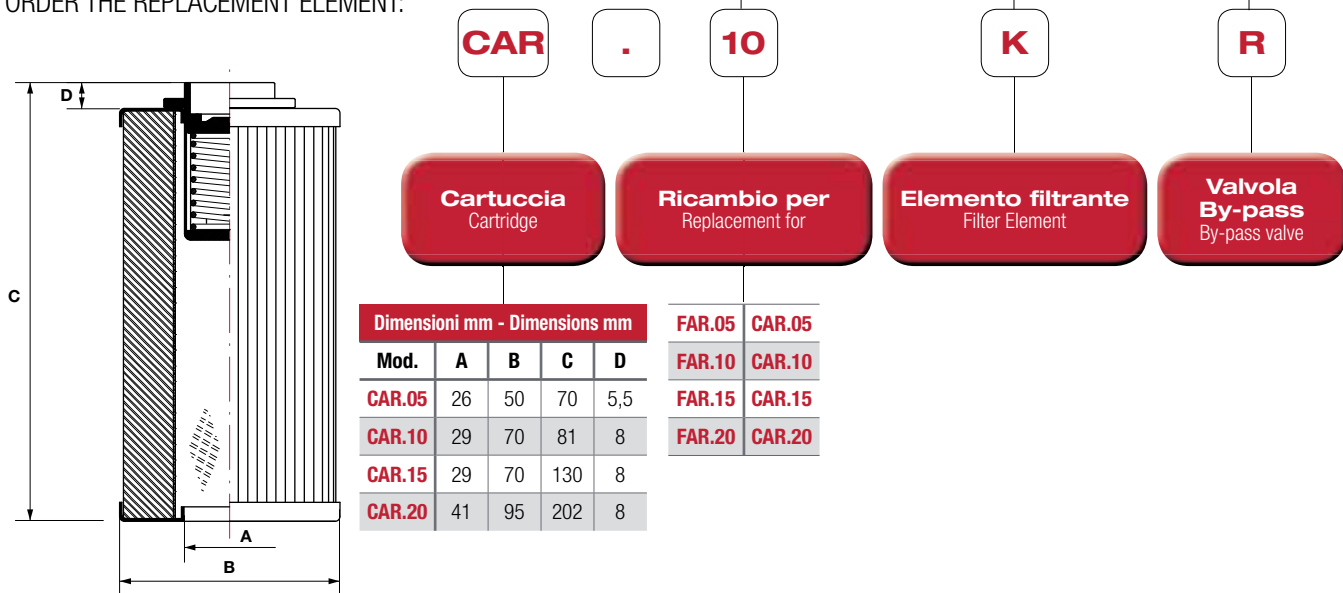 ORDER THE REPLACEMENT ELEMENT:
CAR . 10 K R
Cartuccia
Cartridge
Ricambio per
Replacement for
Elemento filtrante
Filter Element
Valvola
By-pass
By-pass valve
D
C
A
B
Dimensioni mm - Dimensions mm
Mod. A B C D
CAR.05 26 50 70 5,5
CAR.10 29 70 81 8
CAR.15 29 70 130 8
CAR.20 41 95 202 8
FAR.05 CAR.05
FAR.10 CAR.10
FAR.15 CAR.15
FAR.20 CAR.20